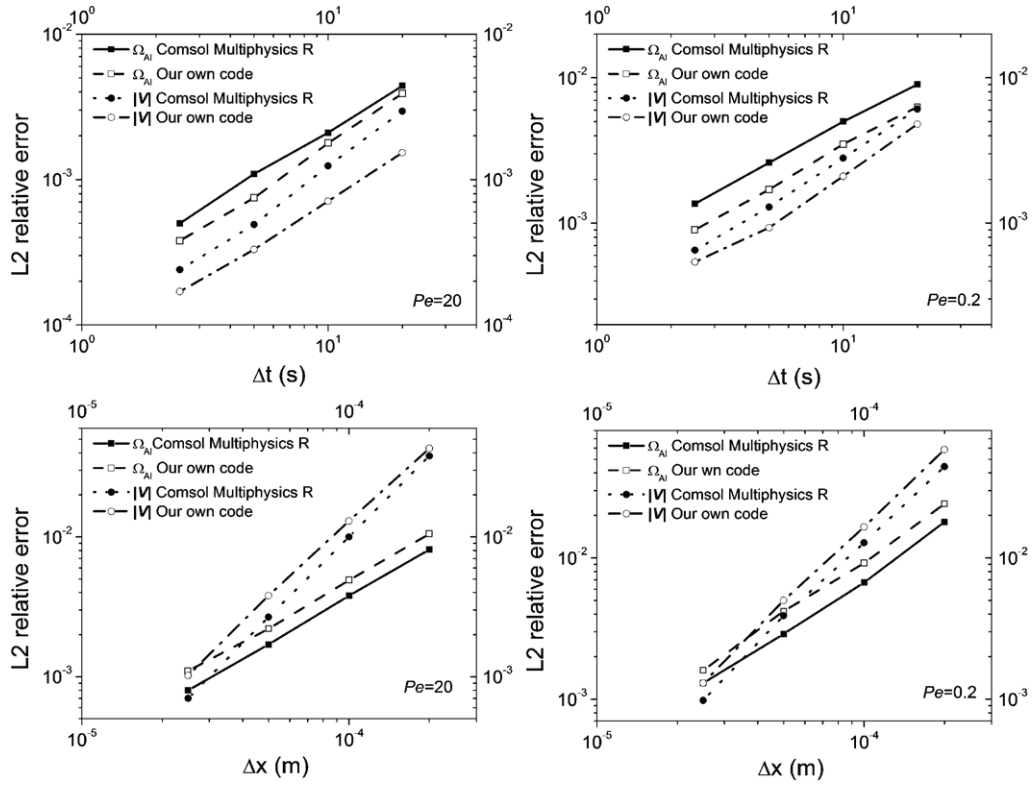 10^0 10^1
10^-2
Ω_Al Comsol Multiphysics R
Ω_Al Our own code
|V| Comsol Multiphysics R
|V| Our own code
10^-3
10^-4
10^-2
10^-3
10^-4
L2 relative error
Pe=20
10^0 10^1
Δt (s)
10^0 10^1
10^-2
Ω_Al Comsol Multiphysics R
Ω_Al Our own code
|V| Comsol Multiphysics R
|V| Our own code
10^-3
10^-2
10^-3
L2 relative error
Pe=0.2
10^0 10^1
Δt (s)
10^-5 10^-4
Ω_Al Comsol Multiphysics R
Ω_Al Our own code
|V| Comsol Multiphysics R
|V| Our own code
10^-2
10^-3
10^-2
10^-3
L2 relative error
Pe=20
10^-5 10^-4
Δx (m)
10^-5 10^-4
Ω_Al Comsol Multiphysics R
Ω_Al Our wn code
|V| Comsol Multiphysics R
|V| Our own code
10^-2
10^-3
10^-2
10^-3
L2 relative error
Pe=0.2
10^-5 10^-4
Δx (m)